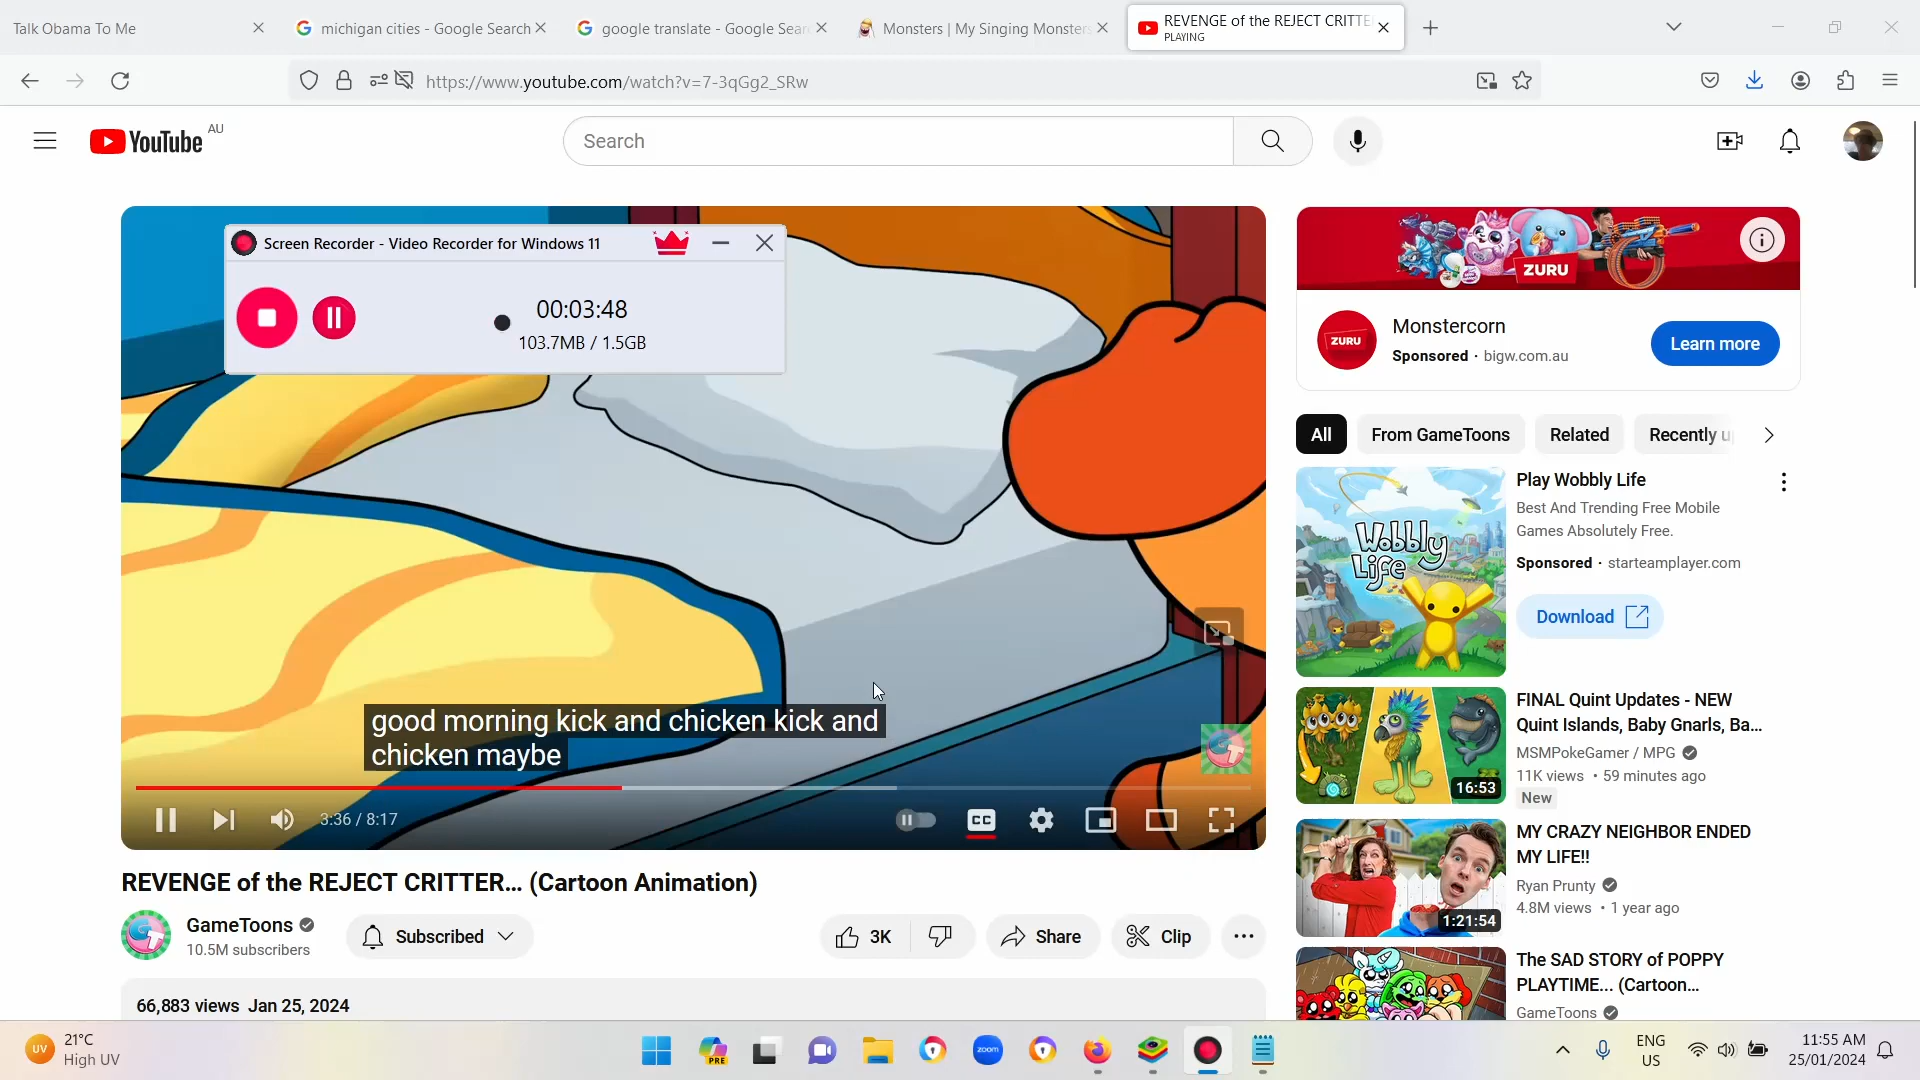 Talk Obama To Me
michigan cities - Google Search
google translate - Google Sear
Monsters | My Singing Monsters
REVENGE of the REJECT CRITTE
PLAYING
https://www.youtube.com/watch?v=7-3qGg2_SRw
YouTube AU
Search
Screen Recorder - Video Recorder for Windows 11
00:03:48
103.7MB / 1.5GB
good morning kick and chicken kick and
chicken maybe
3:36 / 8:17
CC
REVENGE of the REJECT CRITTER... (Cartoon Animation)
GameToons
10.5M subscribers
Subscribed
3K
Share
Clip
66,883 views Jan 25, 2024
ZURU
ZURU
Monstercorn
Sponsored · bigw.com.au
Learn more
All
From GameToons
Related
Recently u
Wobbly
Life
Play Wobbly Life
Best And Trending Free Mobile
Games Absolutely Free.
Sponsored · starteamplayer.com
Download
16:53
FINAL Quint Updates - NEW
Quint Islands, Baby Gnarls, Ba...
MSMPokeGamer / MPG
11K views · 59 minutes ago
New
1:21:54
MY CRAZY NEIGHBOR ENDED
MY LIFE!!
Ryan Prunty
4.8M views · 1 year ago
The SAD STORY of POPPY
PLAYTIME... (Cartoon...
GameToons
UV
21°C
High UV
PRE
zoom
ENG
US
11:55 AM
25/01/2024